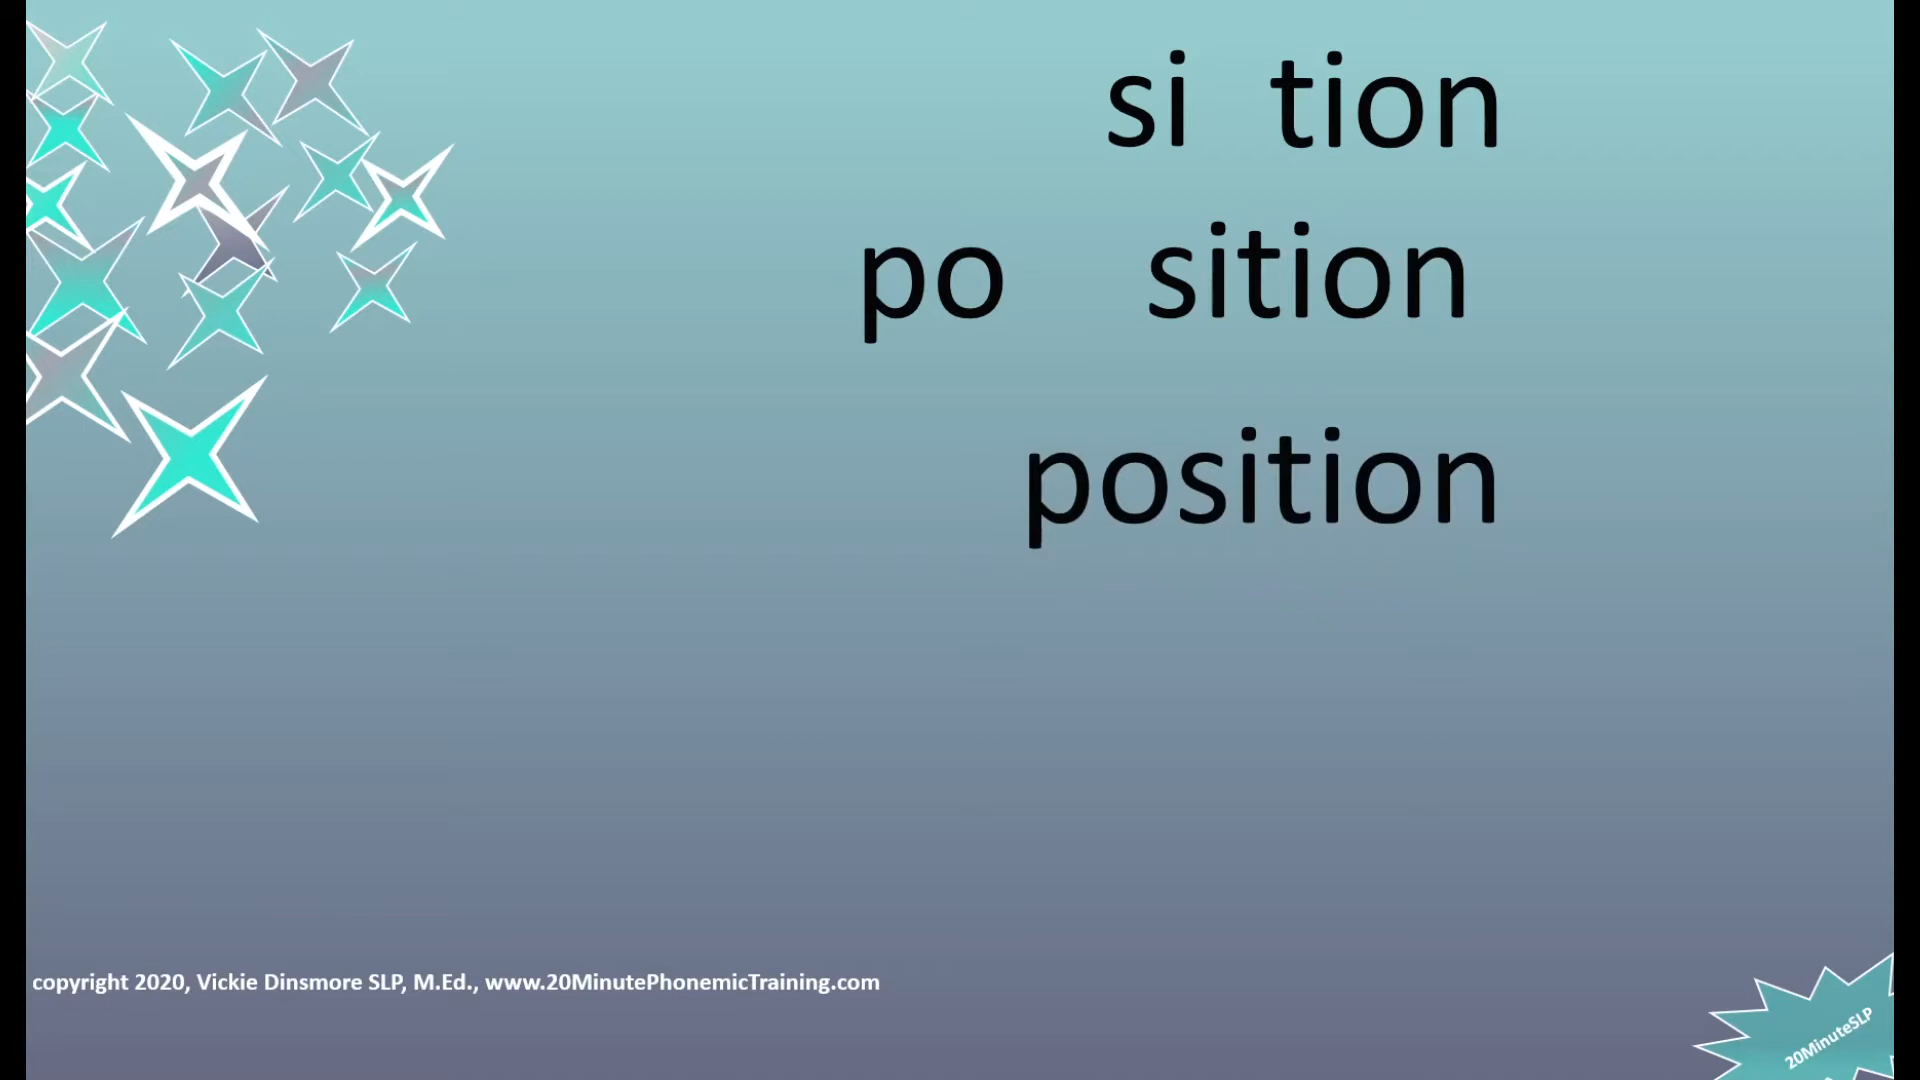 si tion
po sition
position
copyright 2020, Vickie Dinsmore SLP, M.Ed., www.20MinutePhonemicTraining.com
20MinuteSLP